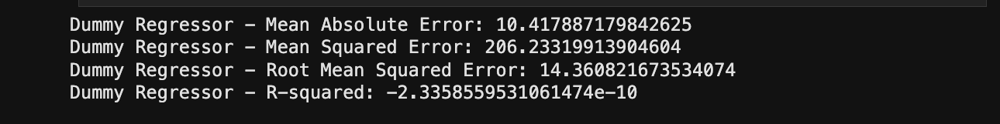 Dummy Regressor - Mean Absolute Error: 10.417887179842625
Dummy Regressor - Mean Squared Error: 206.23319913904604
Dummy Regressor - Root Mean Squared Error: 14.360821673534074
Dummy Regressor - R-squared: -2.3358559531061474e-10